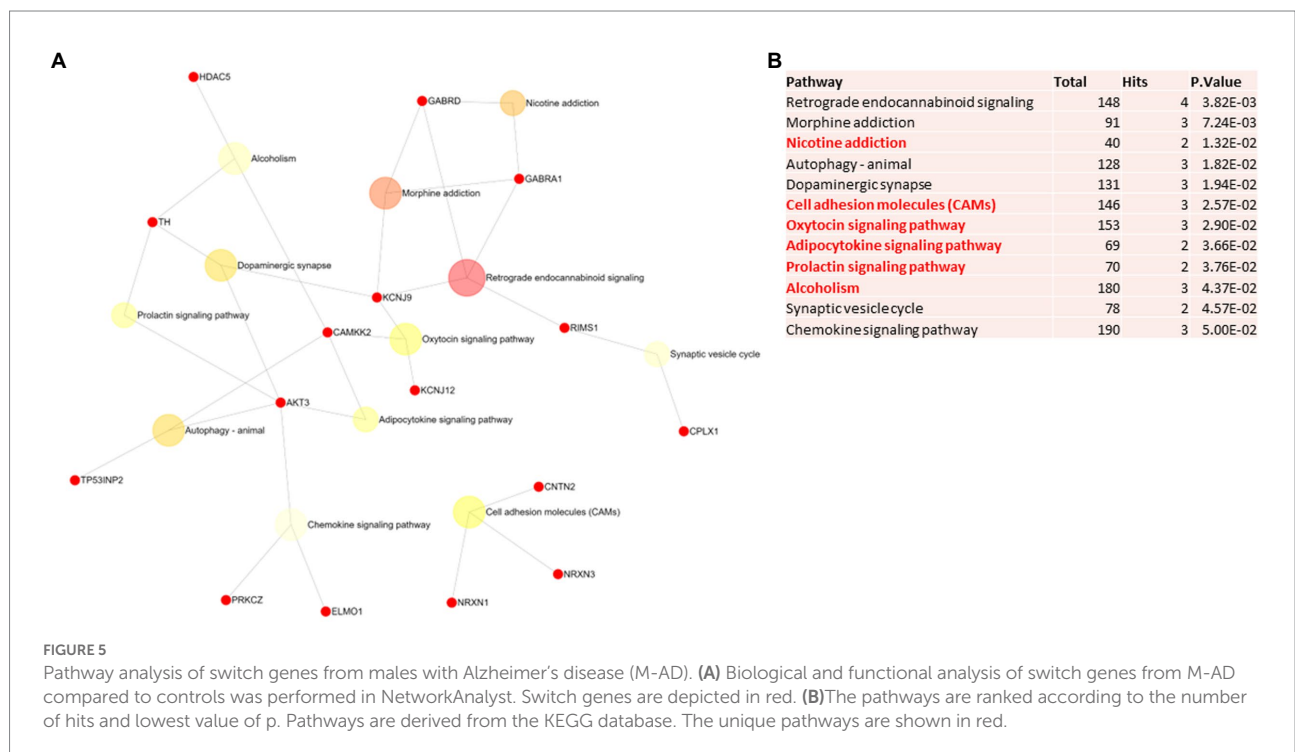 A
HDAC5
GABRD
Nicotine addiction
Alcoholism
GABRA1
Morphine addiction
TH
Dopaminergic synapse
Retrograde endocannabinoid signaling
KCNJ9
Prolactin signaling pathway
CAMKK2
RIMS1
Oxytocin signaling pathway
Synaptic vesicle cycle
KCNJ12
AKT3
Adipocytokine signaling pathway
Autophagy - animal
CPLX1
TP53INP2
CNTN2
Cell adhesion molecules (CAMs)
Chemokine signaling pathway
NRXN3
PRKCZ
NRXN1
ELMO1
B
Pathway Total Hits P.Value
Retrograde endocannabinoid signaling 148 4 3.82E-03
Morphine addiction 91 3 7.24E-03
Nicotine addiction 40 2 1.32E-02
Autophagy - animal 128 3 1.82E-02
Dopaminergic synapse 131 3 1.94E-02
Cell adhesion molecules (CAMs) 146 3 2.57E-02
Oxytocin signaling pathway 153 3 2.90E-02
Adipocytokine signaling pathway 69 2 3.66E-02
Prolactin signaling pathway 70 2 3.76E-02
Alcoholism 180 3 4.37E-02
Synaptic vesicle cycle 78 2 4.57E-02
Chemokine signaling pathway 190 3 5.00E-02
FIGURE 5
Pathway analysis of switch genes from males with Alzheimer's disease (M-AD). (A) Biological and functional analysis of switch genes from M-AD
compared to controls was performed in NetworkAnalyst. Switch genes are depicted in red. (B)The pathways are ranked according to the number
of hits and lowest value of p. Pathways are derived from the KEGG database. The unique pathways are shown in red.